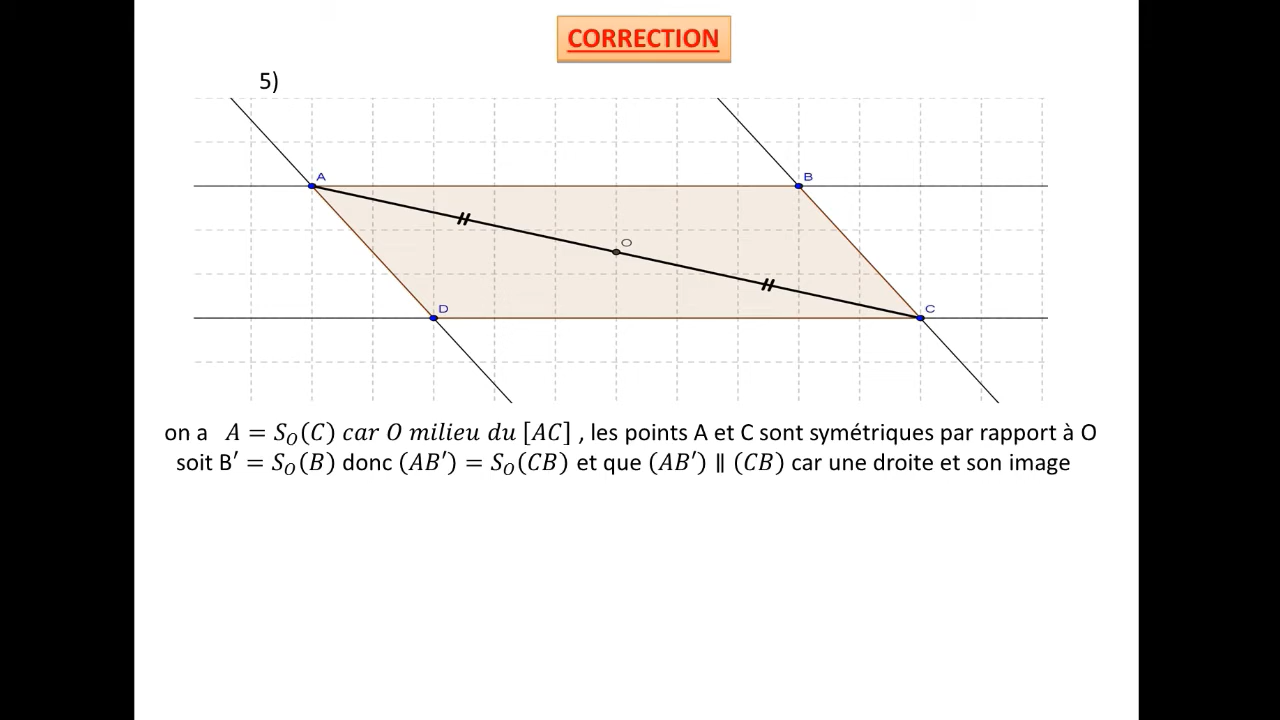 CORRECTION
5)
A
B
O
D
C
on a A = S_O(C) car O milieu du [AC] , les points A et C sont symétriques par rapport à O
soit B′ = S_O(B) donc (AB′) = S_O(CB) et que (AB′) ∥ (CB) car une droite et son image